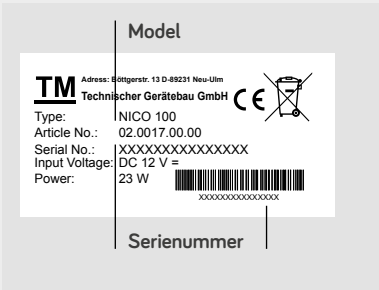 Model
TM
Adress: Böttgerstr. 13 D-89231 Neu-Ulm
Technischer Gerätebau GmbH CE
Type: NICO 100
Article No.: 02.0017.00.00
Serial No.: XXXXXXXXXXXXXXX
Input Voltage: DC 12 V =
Power: 23 W
XXXXXXXXXXXXXXX
Serienummer